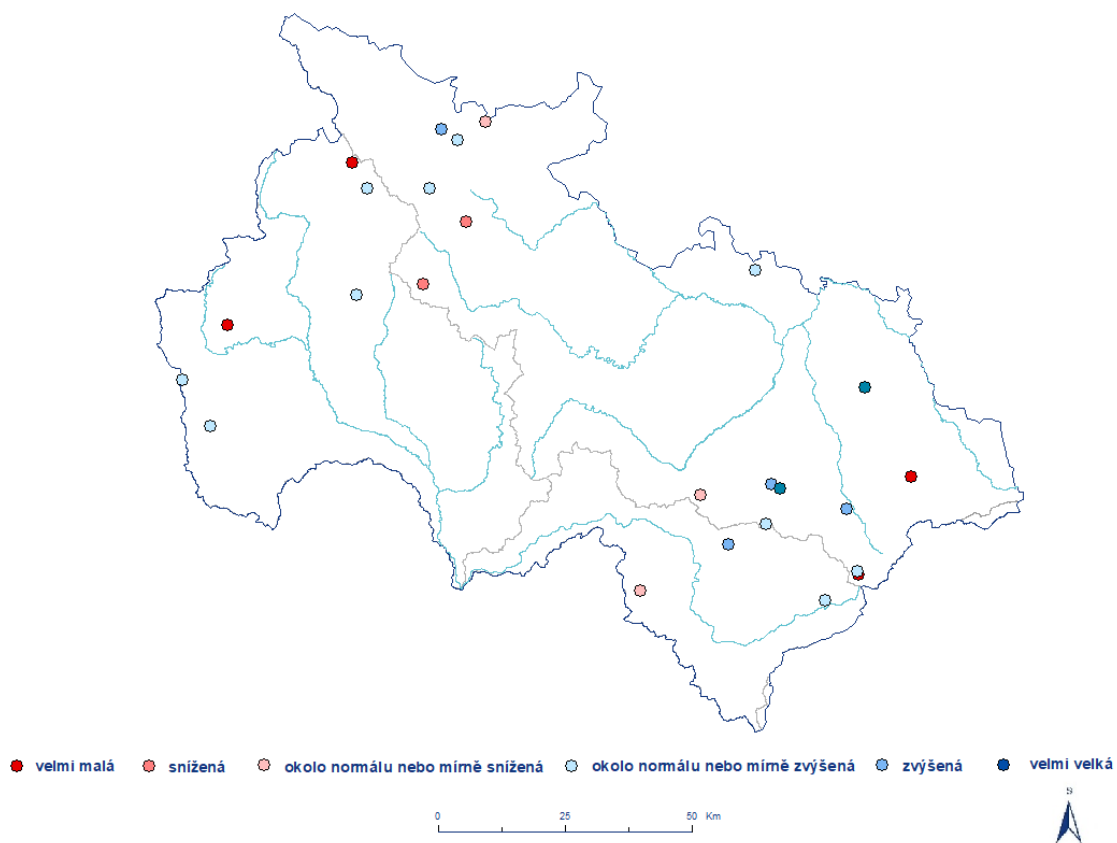 velmi malá snížená okolo normálu nebo mírně snížená okolo normálu nebo mírně zvýšená zvýšená velmi velká
S
0 25 50 Km